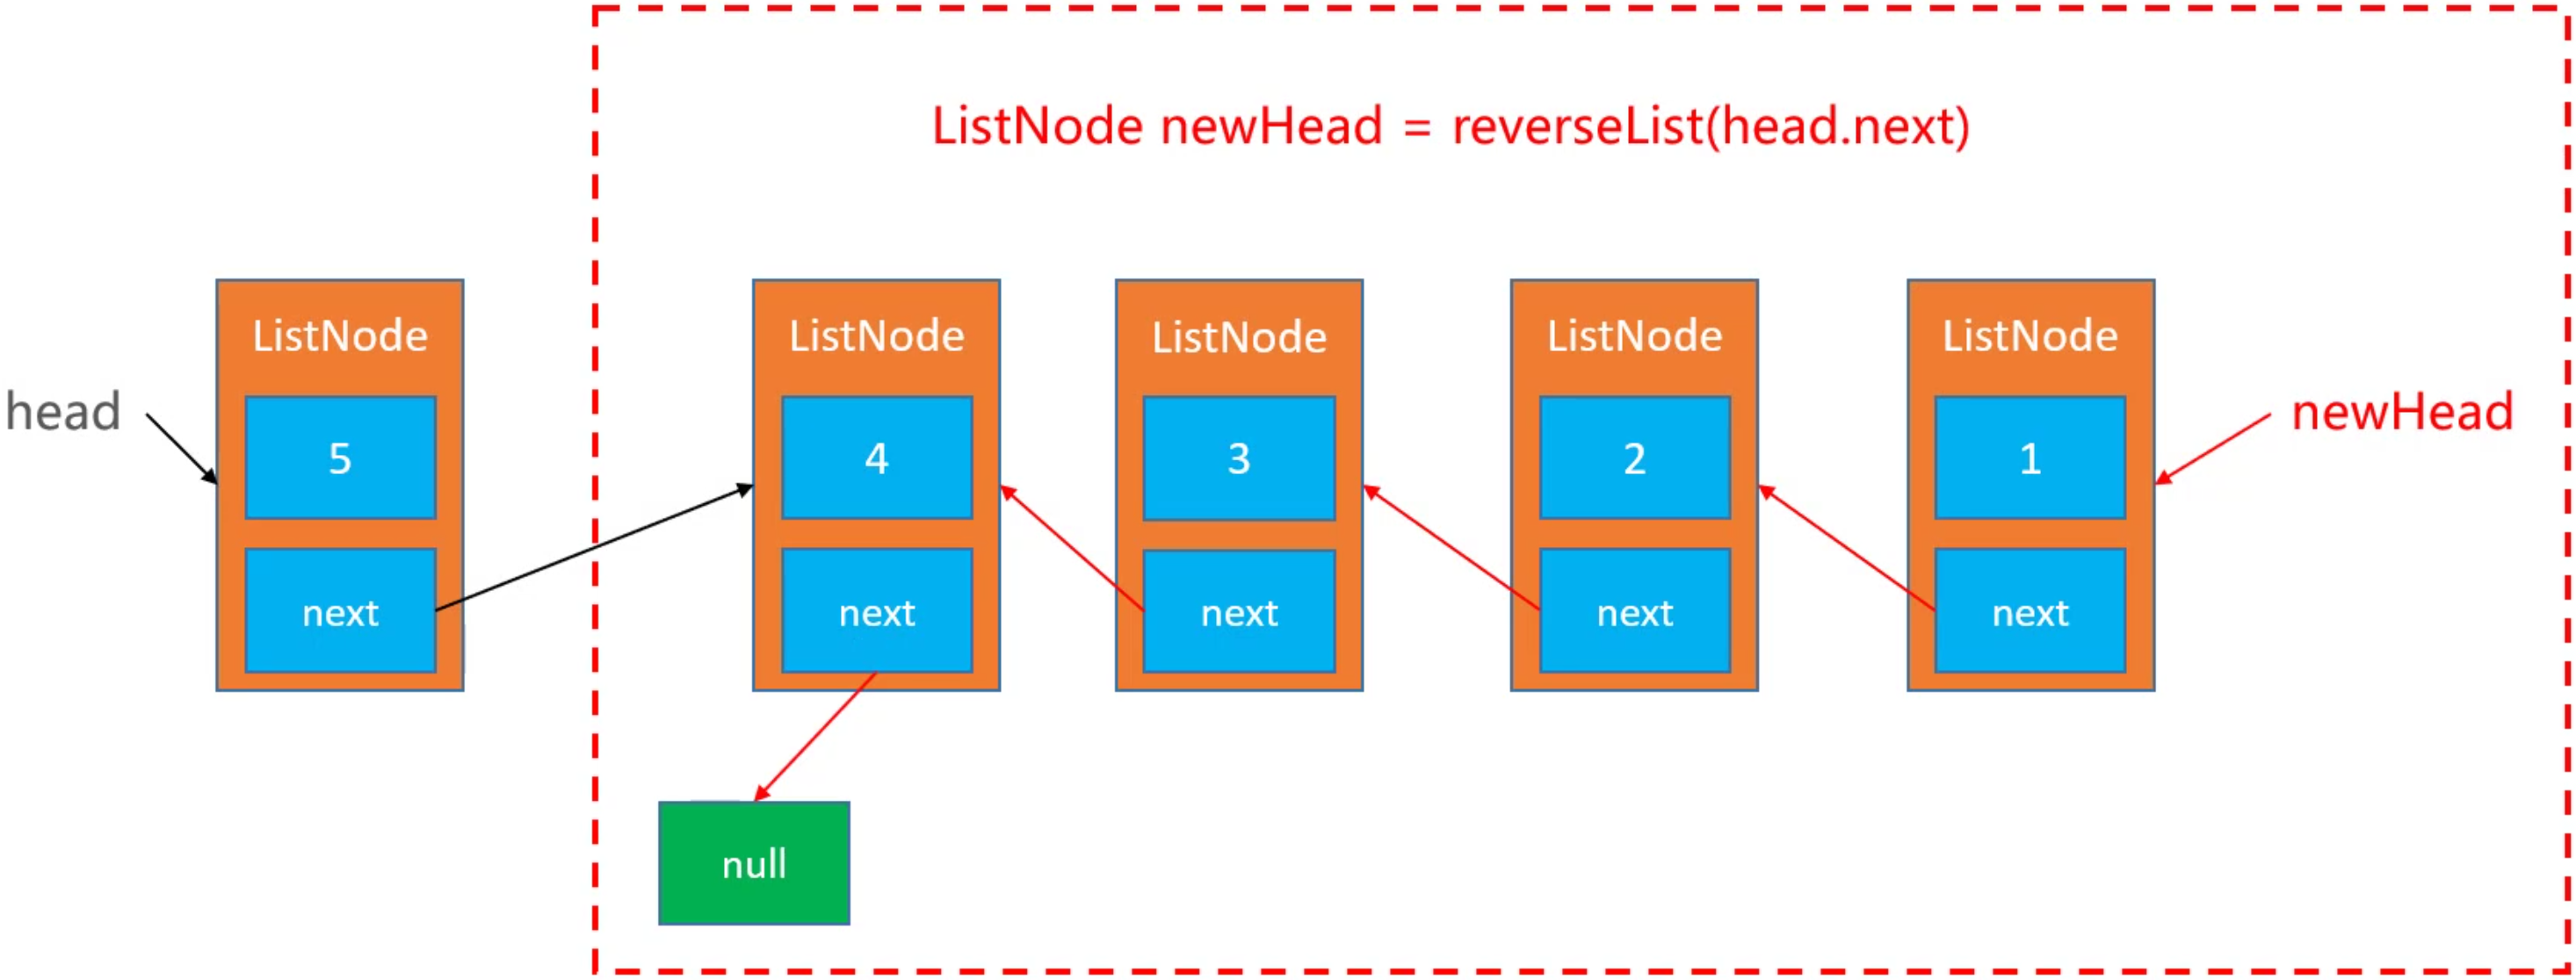 ListNode newHead = reverseList(head.next)
head
ListNode
5
next
ListNode
4
next
ListNode
3
next
ListNode
2
next
ListNode
1
next
newHead
null